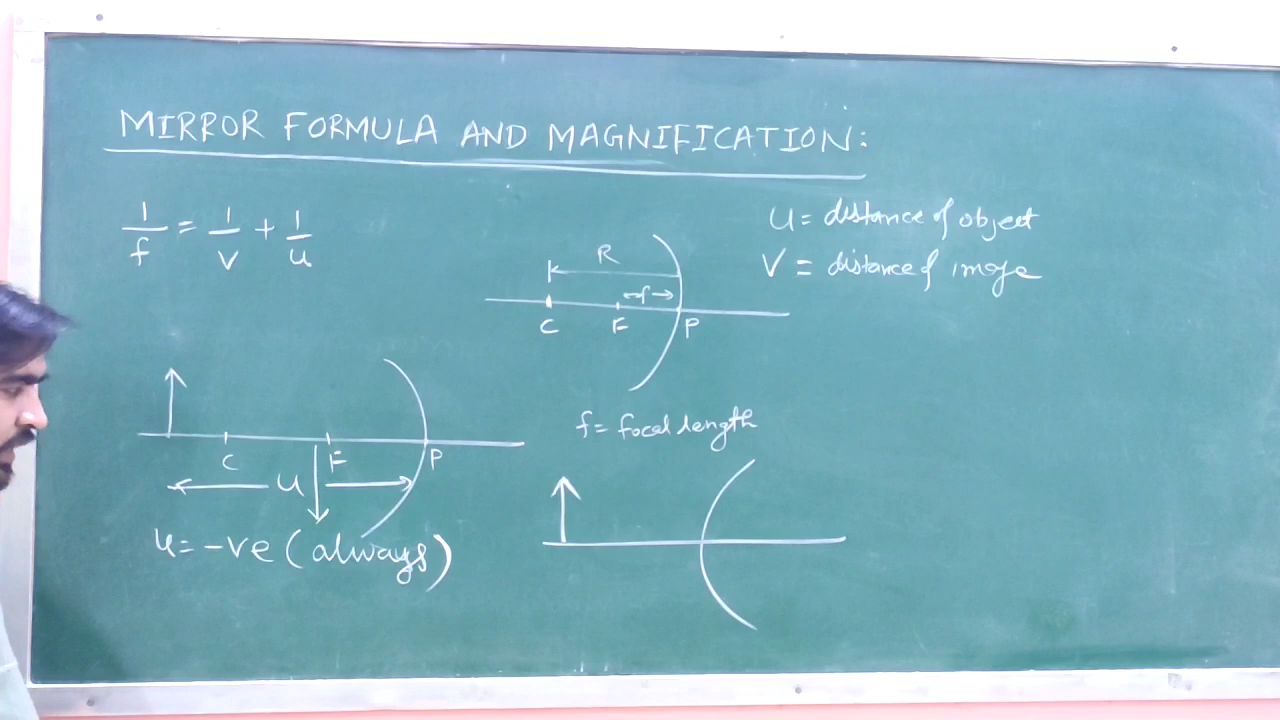 MIRROR FORMULA AND MAGNIFICATION:
1/f = 1/v + 1/u
u = distance of object
V = distance of image
R
f
C F P
f = focal length
C F P
u
u = -ve (always)